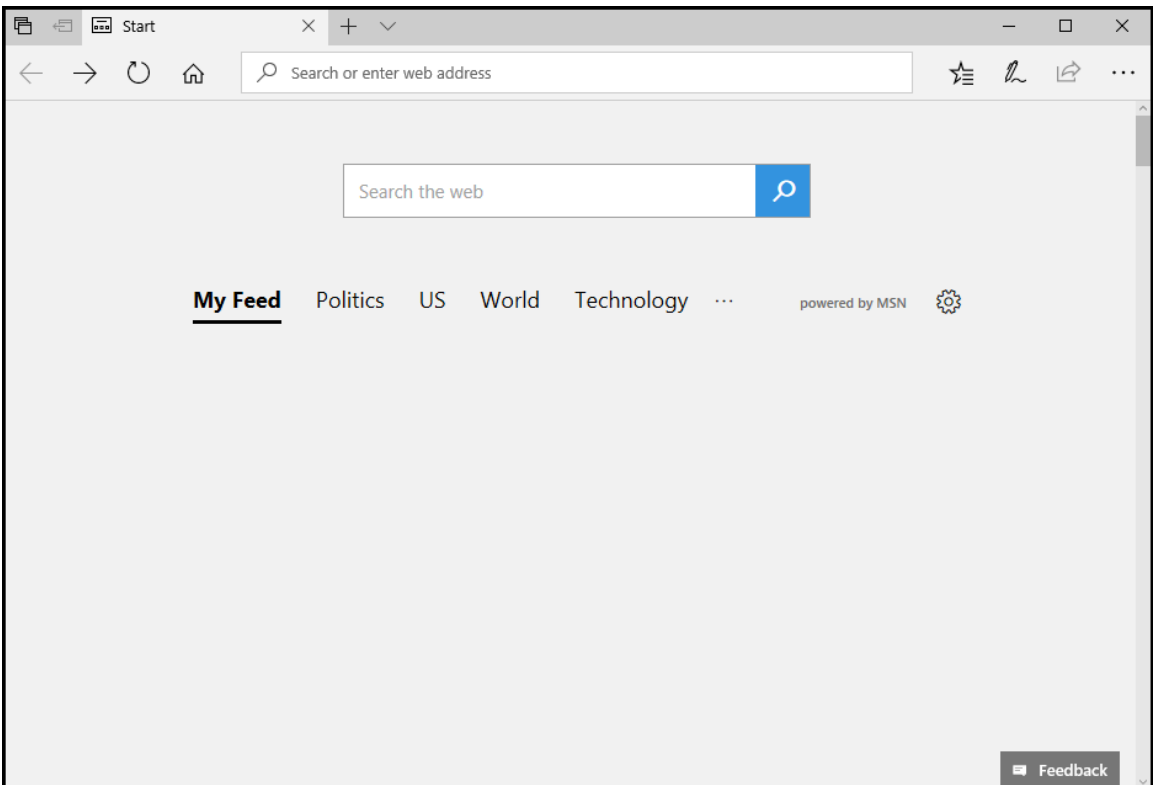 Start
Search or enter web address
Search the web
My Feed Politics US World Technology ··· powered by MSN
Feedback